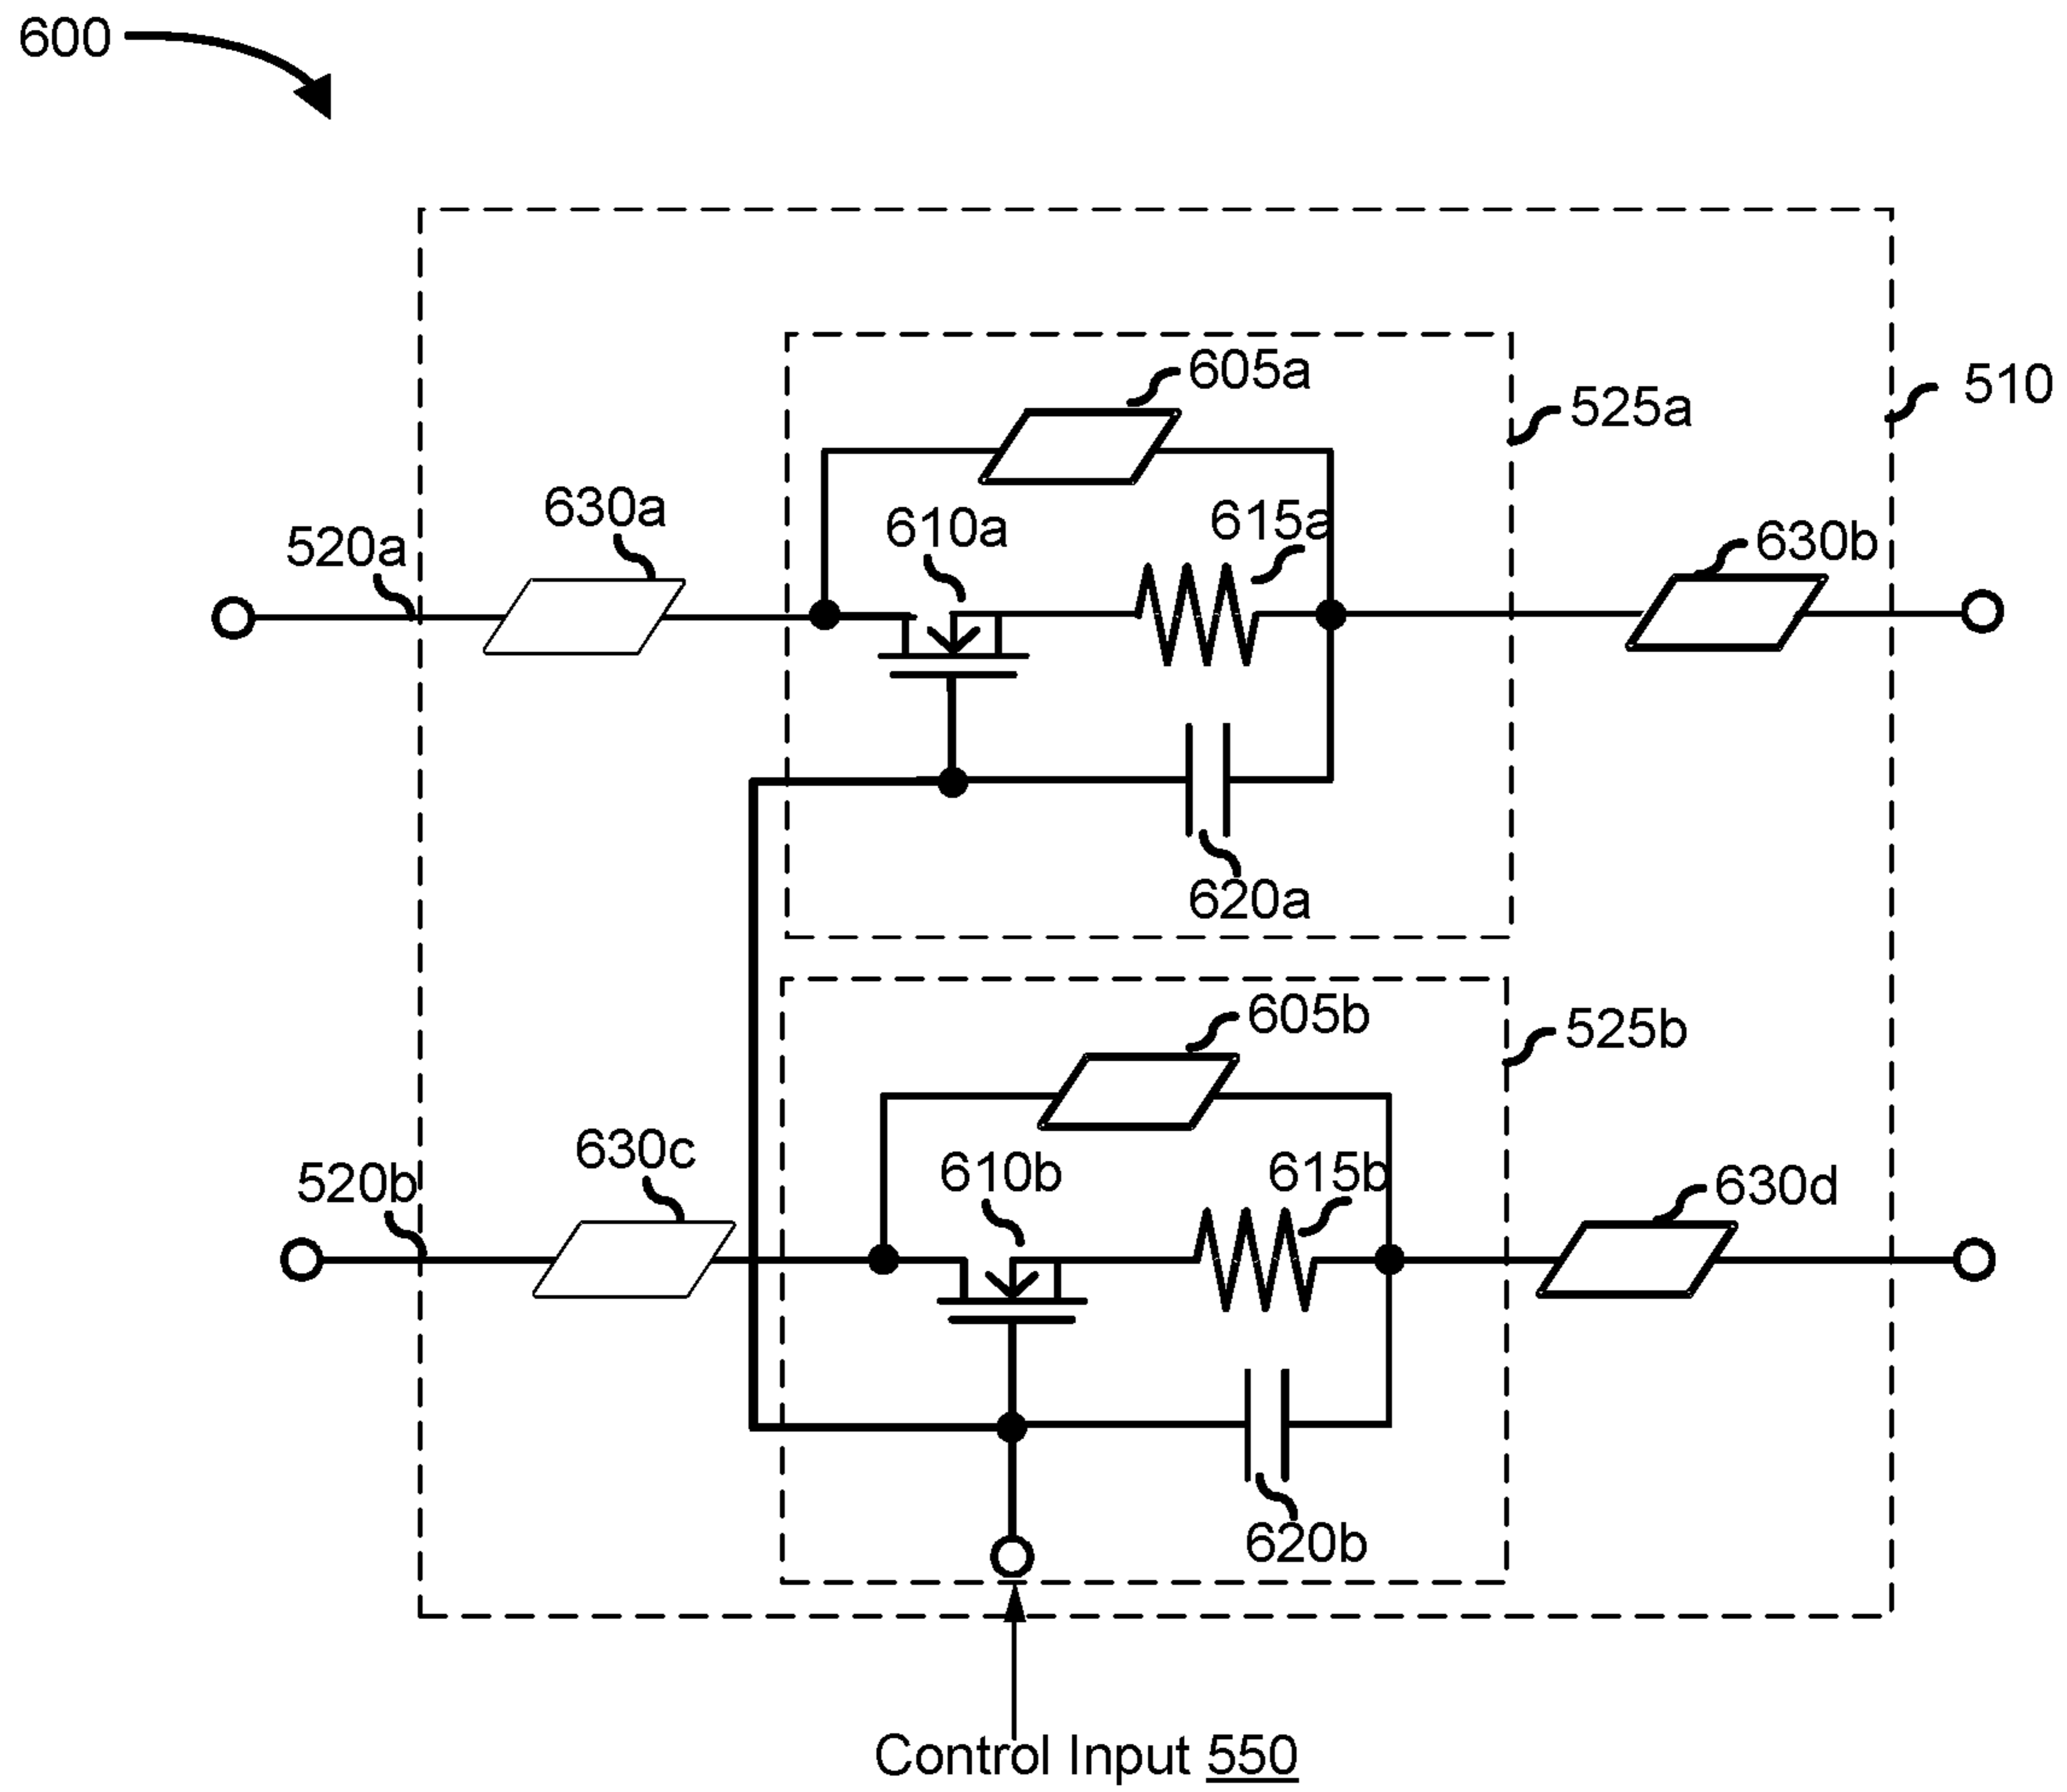 600
605a
525a
510
520a
630a
610a
615a
630b
620a
605b
525b
520b
630c
610b
615b
630d
620b
Control Input 550